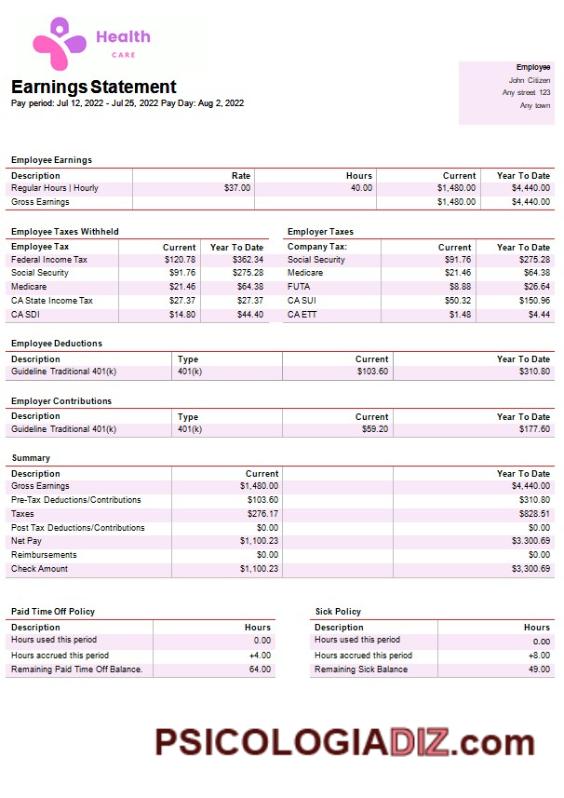 Health
CARE
Earnings Statement
Pay period: Jul 12, 2022 - Jul 25, 2022 Pay Day: Aug 2, 2022
Employee
John Citizen
Any street 123
Any town
Employee Earnings
Description Rate Hours Current Year To Date
Regular Hours | Hourly $37.00 40.00 $1,480.00 $4,440.00
Gross Earnings $1,480.00 $4,440.00
Employee Taxes Withheld
Employee Tax Current Year To Date
Federal Income Tax $120.78 $362.34
Social Security $91.76 $275.28
Medicare $21.46 $64.38
CA State Income Tax $27.37 $27.37
CA SDI $14.80 $44.40
Employer Taxes
Company Tax: Current Year To Date
Social Security $91.76 $275.28
Medicare $21.46 $64.38
FUTA $8.88 $26.64
CA SUI $50.32 $150.96
CA ETT $1.48 $4.44
Employee Deductions
Description Type Current Year To Date
Guideline Traditional 401(k) 401(k) $103.60 $310.80
Employer Contributions
Description Type Current Year To Date
Guideline Traditional 401(k) 401(k) $59.20 $177.60
Summary
Description Current Year To Date
Gross Earnings $1,480.00 $4,440.00
Pre-Tax Deductions/Contributions $103.60 $310.80
Taxes $276.17 $828.51
Post Tax Deductions/Contributions $0.00 $0.00
Net Pay $1,100.23 $3.300.69
Reimbursements $0.00 $0.00
Check Amount $1,100.23 $3,300.69
Paid Time Off Policy
Description Hours
Hours used this period 0.00
Hours accrued this period +4.00
Remaining Paid Time Off Balance. 64.00
Sick Policy
Description Hours
Hours used this period 0.00
Hours accrued this period +8.00
Remaining Sick Balance 49.00
PSICOLOGIADIZ.com